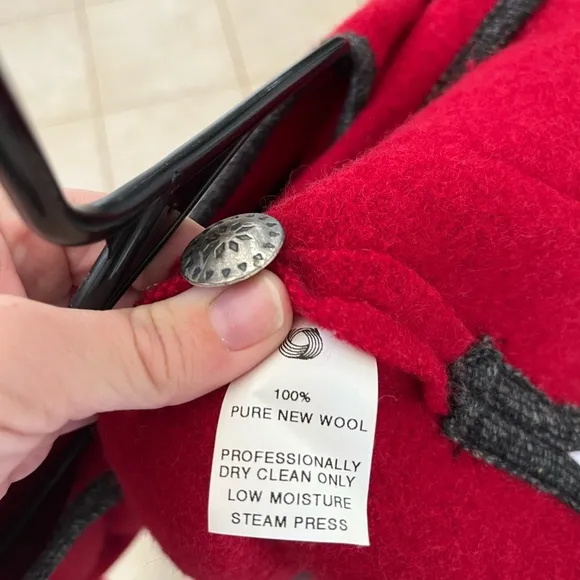 100%
PURE NEW WOOL
PROFESSIONALLY
DRY CLEAN ONLY
LOW MOISTURE
STEAM PRESS